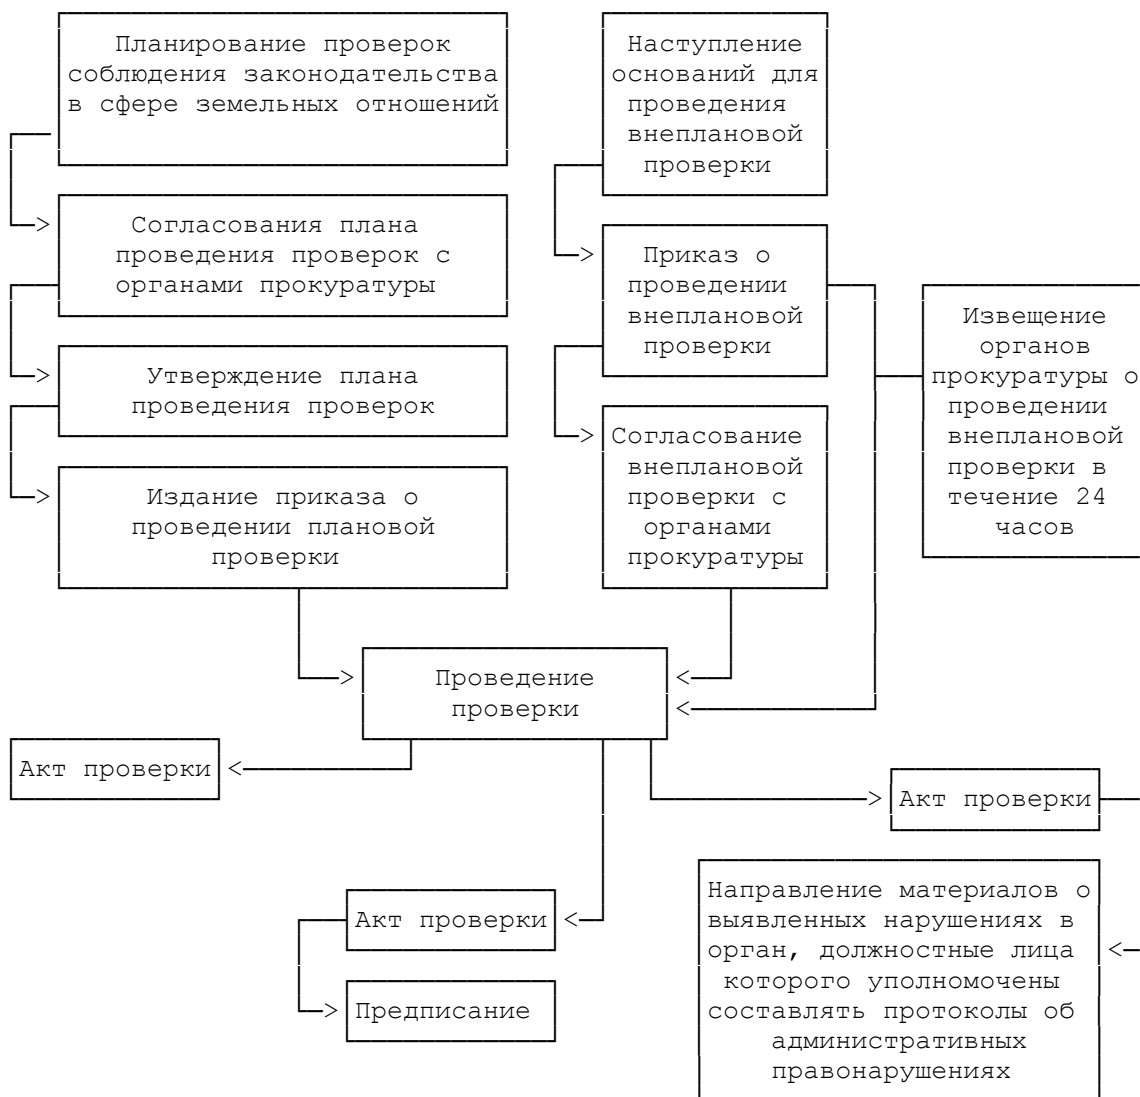 Планирование проверок
соблюдения законодательства
в сфере земельных отношений
Согласования плана
проведения проверок с
органами прокуратуры
Утверждение плана
проведения проверок
Издание приказа о
проведении плановой
проверки
Наступление
оснований для
проведения
внеплановой
проверки
Приказ о
проведении
внеплановой
проверки
Согласование
внеплановой
проверки с
органами
прокуратуры
Извещение
органов
прокуратуры о
проведении
внеплановой
проверки в
течение 24
часов
Проведение
проверки
Акт проверки
Акт проверки
Акт проверки
Предписание
Направление материалов о
выявленных нарушениях в
орган, должностные лица
которого уполномочены
составлять протоколы об
административных
правонарушениях